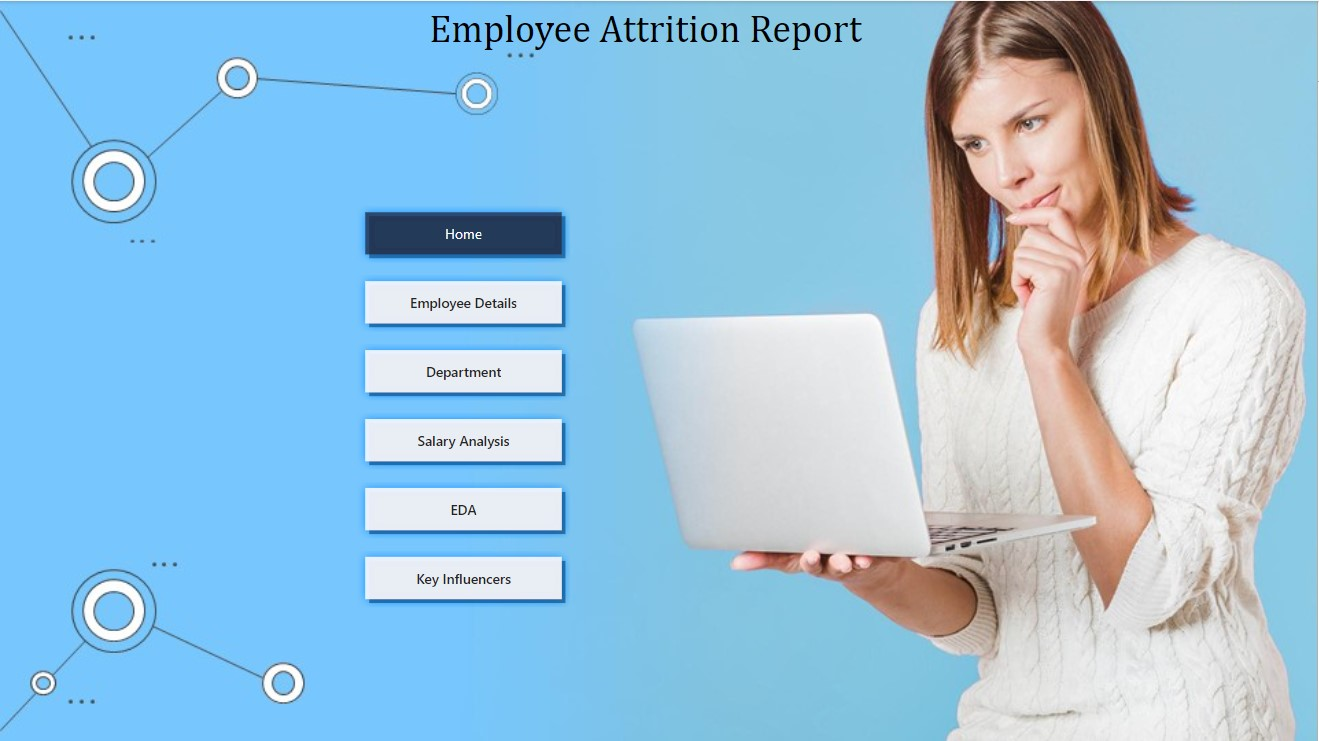 Employee Attrition Report
Home
Employee Details
Department
Salary Analysis
EDA
Key Influencers